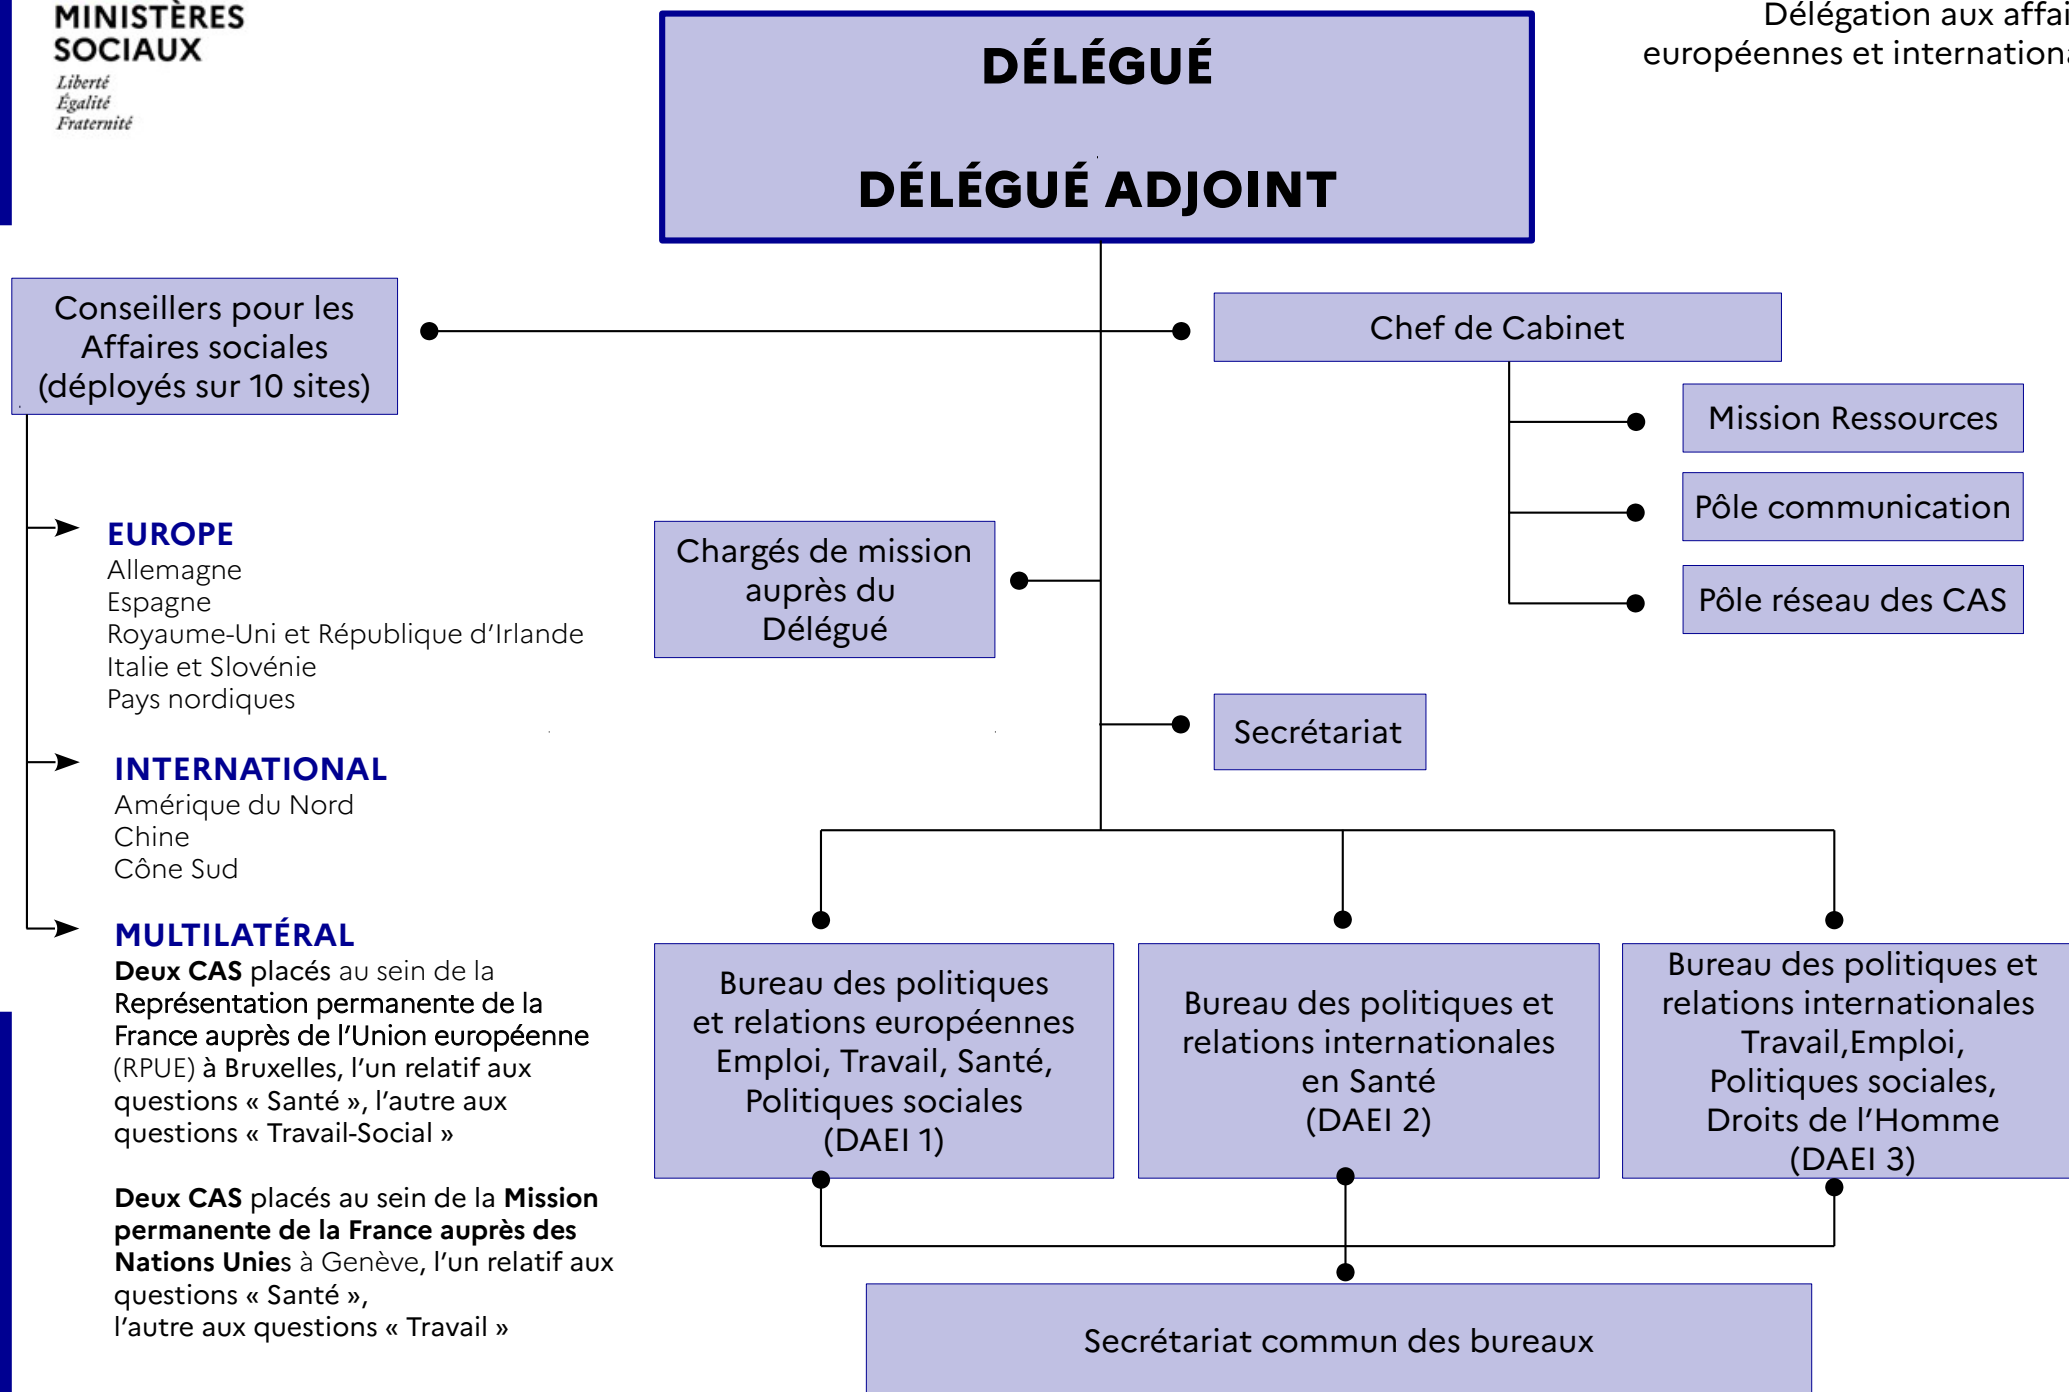 MINISTÈRES
SOCIAUX
Liberté
Égalité
Fraternité
DÉLÉGUÉ
DÉLÉGUÉ ADJOINT
Délégation aux
européennes et
Conseillers pour les
Affaires sociales
(déployés sur 10 sites)
Chef de Cabinet
Mission Ressources
Pôle communication
Pôle réseau des CAS
EUROPE
Allemagne
Espagne
Royaume-Uni et République d’Irlande
Italie et Slovénie
Pays nordiques
Chargés de mission
auprès du
Délégué
Secrétariat
INTERNATIONAL
Amérique du Nord
Chine
Cône Sud
MULTILATÉRAL
Deux CAS placés au sein de la
Représentation permanente de la
France auprès de l’Union européenne
(RPUE) à Bruxelles, l’un relatif aux
questions « Santé », l’autre aux
questions « Travail-Social »
Deux CAS placés au sein de la Mission
permanente de la France auprès des
Nations Unies à Genève, l’un relatif aux
questions « Santé »,
l’autre aux questions « Travail »
Bureau des politiques
et relations européennes
Emploi, Travail, Santé,
Politiques sociales
(DAEI 1)
Bureau des politiques et
relations internationales
en Santé
(DAEI 2)
Bureau des politiques et
relations internationales
Travail,Emploi,
Politiques sociales,
Droits de l’Homme
(DAEI 3)
Secrétariat commun des bureaux